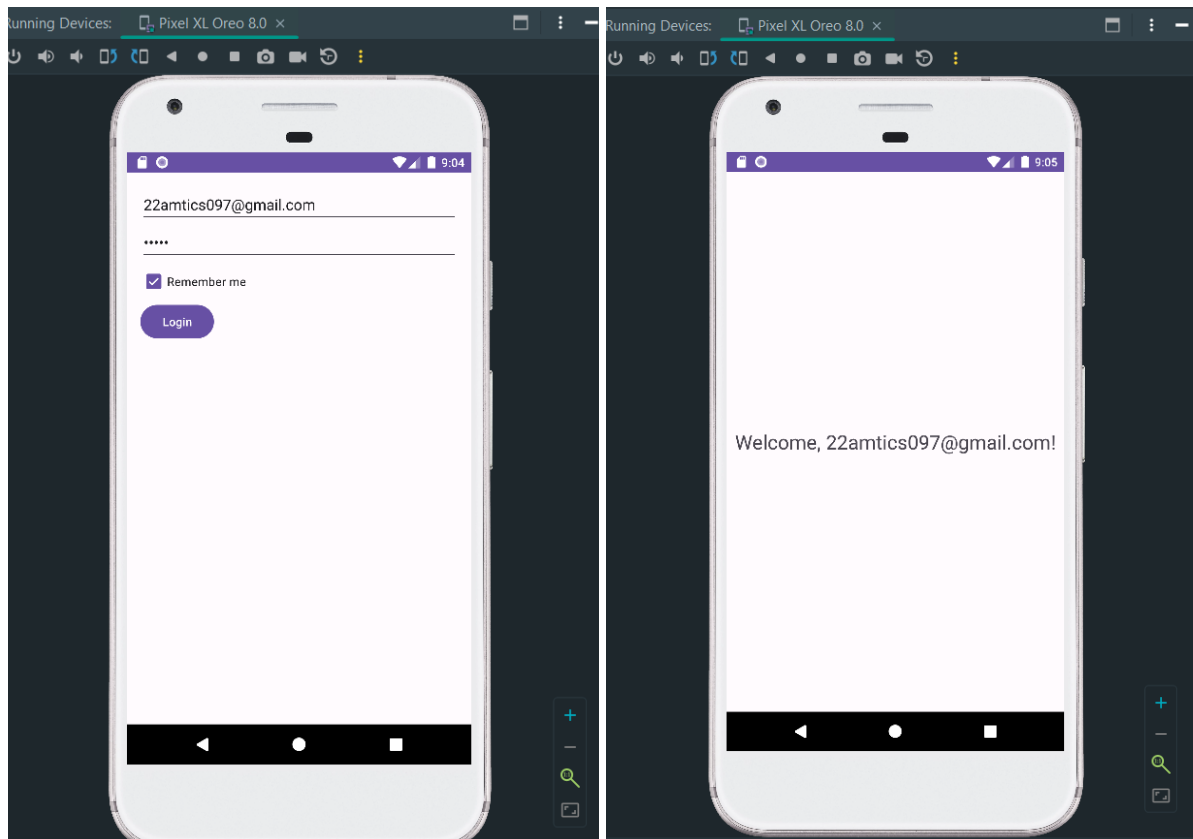 Running Devices: Pixel XL Oreo 8.0
9:04
22amtics097@gmail.com
•••••
Remember me
Login
Running Devices: Pixel XL Oreo 8.0
9:05
Welcome, 22amtics097@gmail.com!